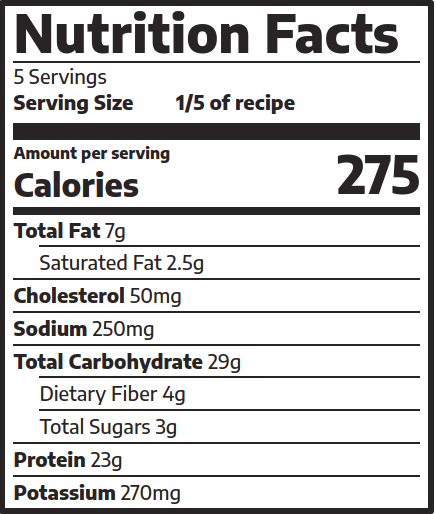 Nutrition Facts
5 Servings
Serving Size 1/5 of recipe
Amount per serving
Calories 275
Total Fat 7g
Saturated Fat 2.5g
Cholesterol 50mg
Sodium 250mg
Total Carbohydrate 29g
Dietary Fiber 4g
Total Sugars 3g
Protein 23g
Potassium 270mg